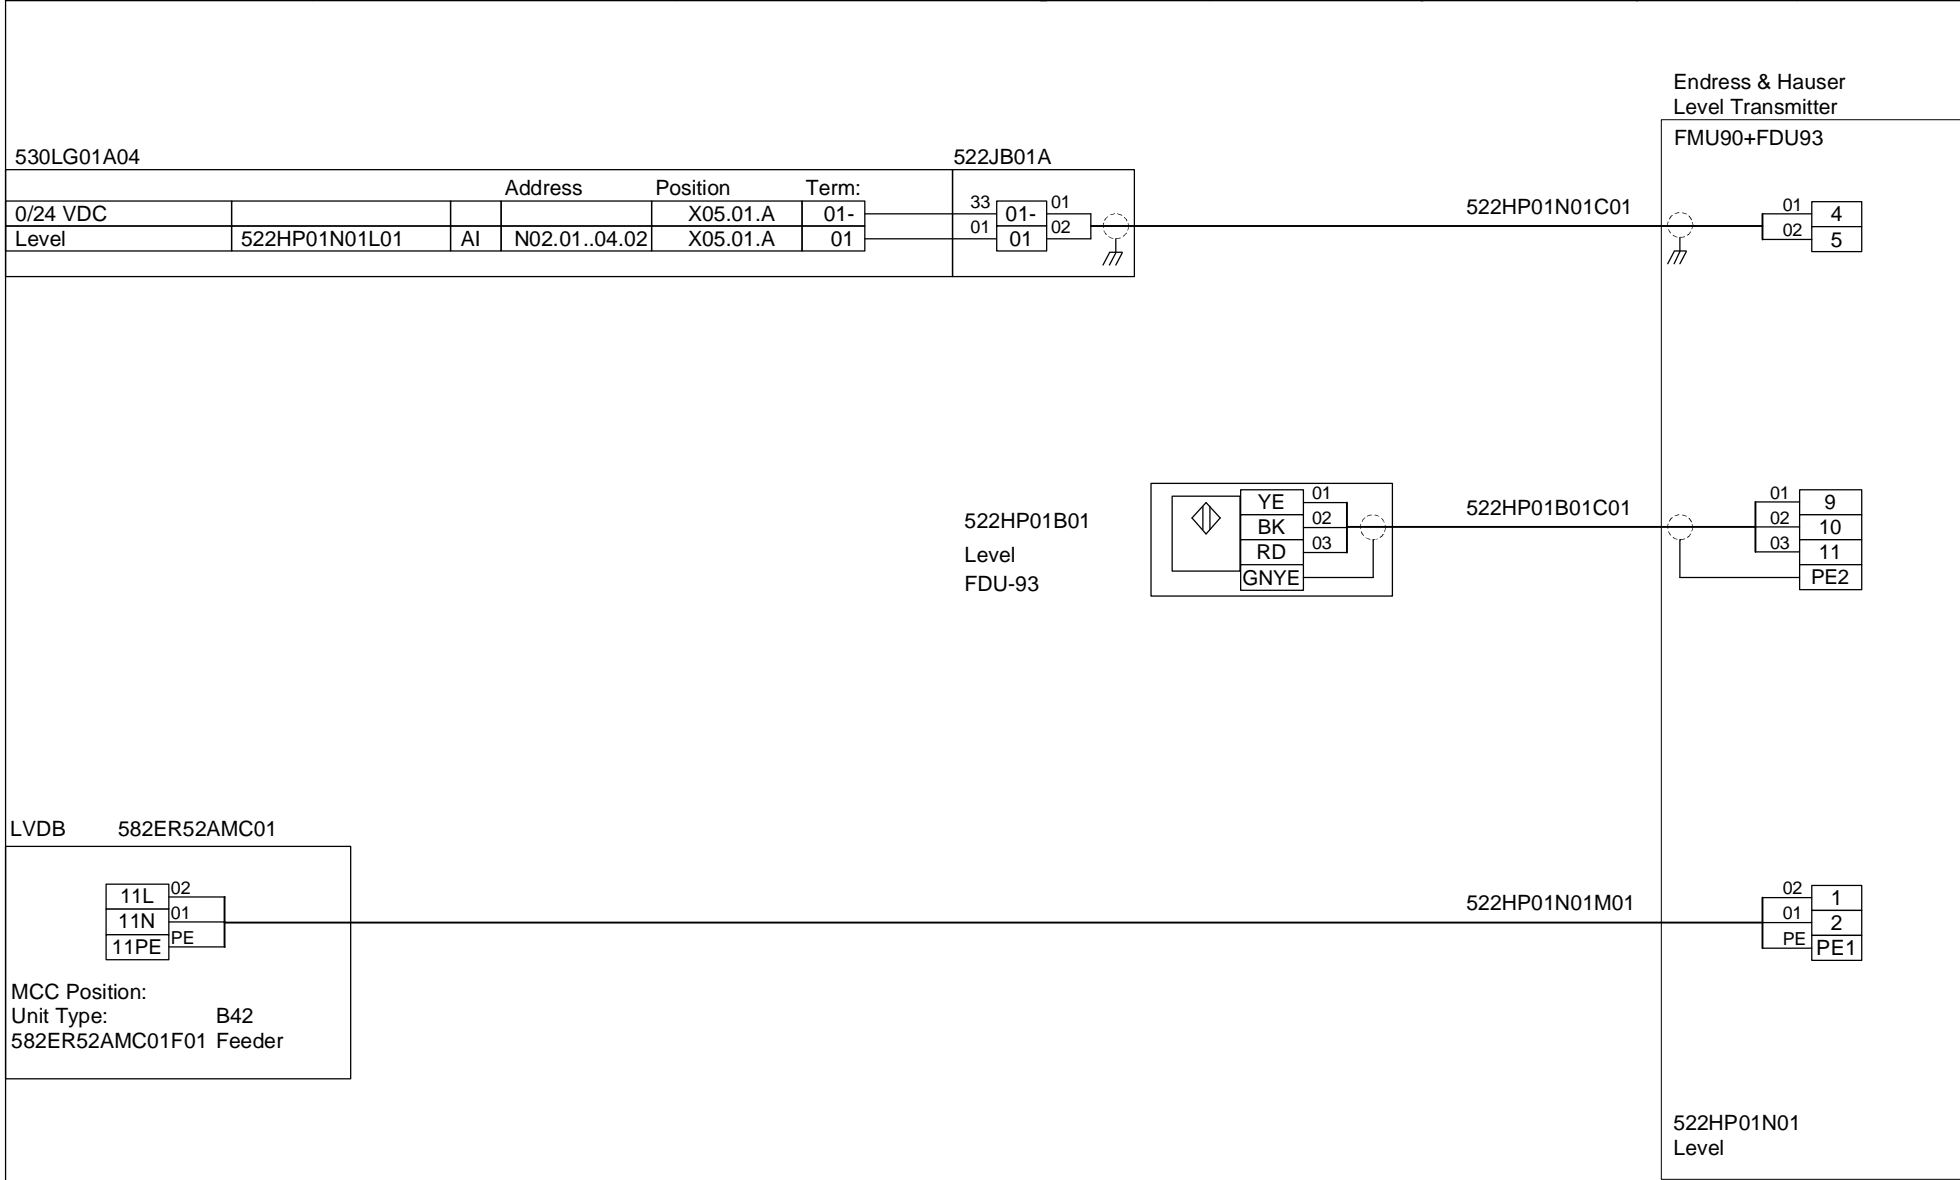 Endress & Hauser
Level Transmitter
FMU90+FDU93
530LG01A04
522JB01A
Address Position Term:
0/24 VDC X05.01.A 01- 33 01- 01
Level 522HP01N01L01 AI N02.01..04.02 X05.01.A 01 01 01 02
522HP01N01C01
01 4
02 5
522HP01B01
Level
FDU-93
YE 01
BK 02
RD 03
GNYE
522HP01B01C01
01 9
02 10
03 11
PE2
LVDB 582ER52AMC01
11L 02
11N 01
11PE PE
522HP01N01M01
02 1
01 2
PE PE1
MCC Position:
Unit Type: B42
582ER52AMC01F01 Feeder
522HP01N01
Level